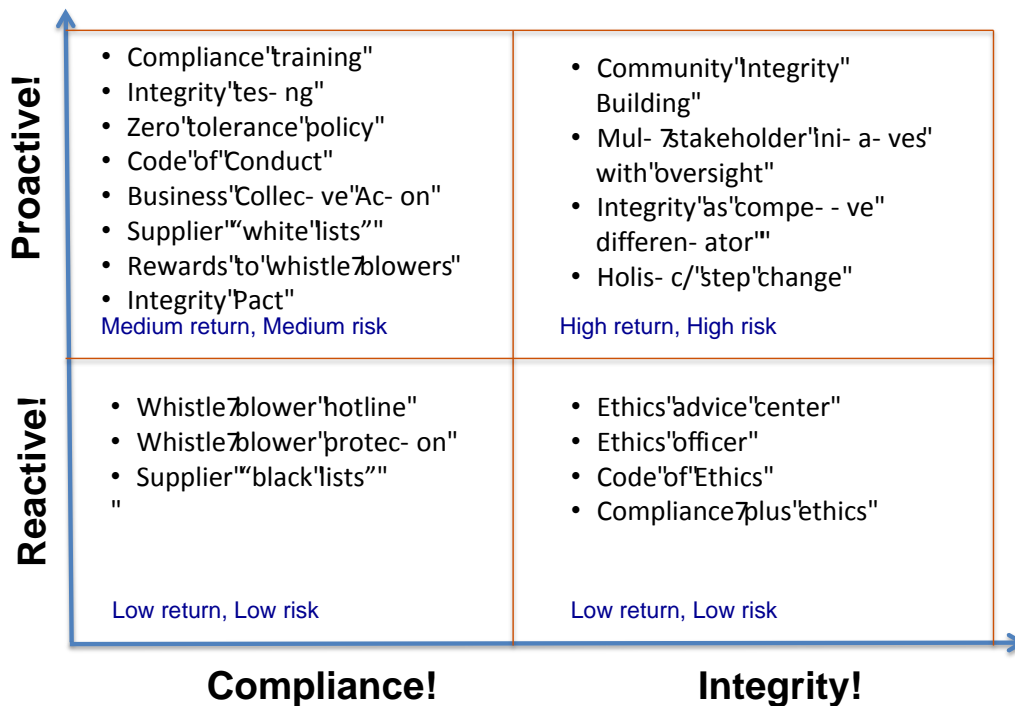 Proactive!
• Compliance"training"
• Integrity"tes- ng"
• Zero"tolerance"policy"
• Code"of"Conduct"
• Business"Collec- ve"Ac- on"
• Supplier"“white"lists”"
• Rewards"to"whistle7blowers"
• Integrity"Pact"
Medium return, Medium risk
• Community"Integrity"
Building"
• Mul- 7stakeholder"ini- a- ves"
with"oversight"
• Integrity"as"compe- - ve"
differen- ator""
• Holis- c/"step"change"
High return, High risk
Reactive!
• Whistle7blower"hotline"
• Whistle7blower"protec- on"
• Supplier"“black"lists”"
"
Low return, Low risk
• Ethics"advice"center"
• Ethics"officer"
• Code"of"Ethics"
• Compliance7plus"ethics"
Low return, Low risk
Compliance!
Integrity!